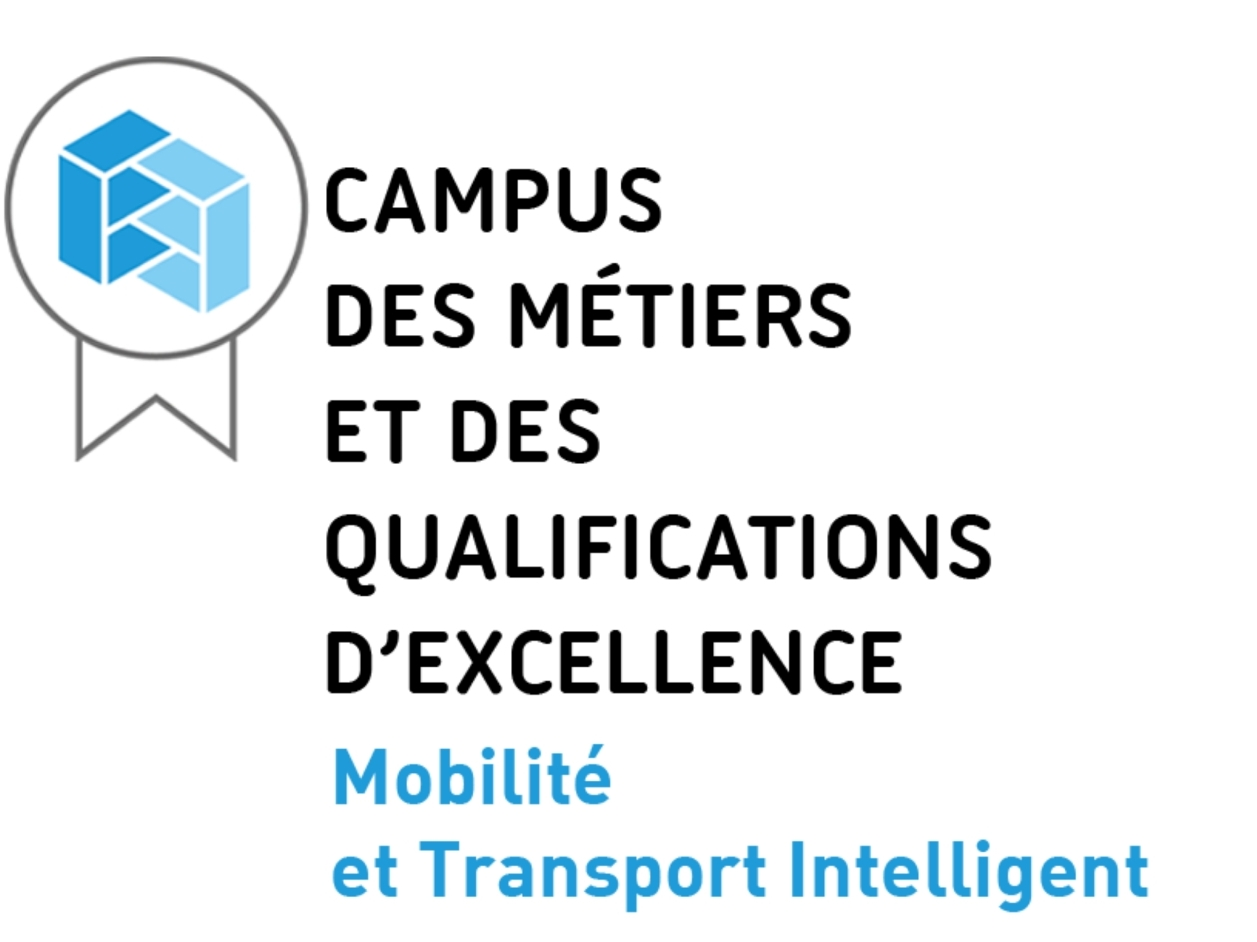 CAMPUS
DES MÉTIERS
ET DES
QUALIFICATIONS
D’EXCELLENCE
Mobilité
et Transport Intelligent